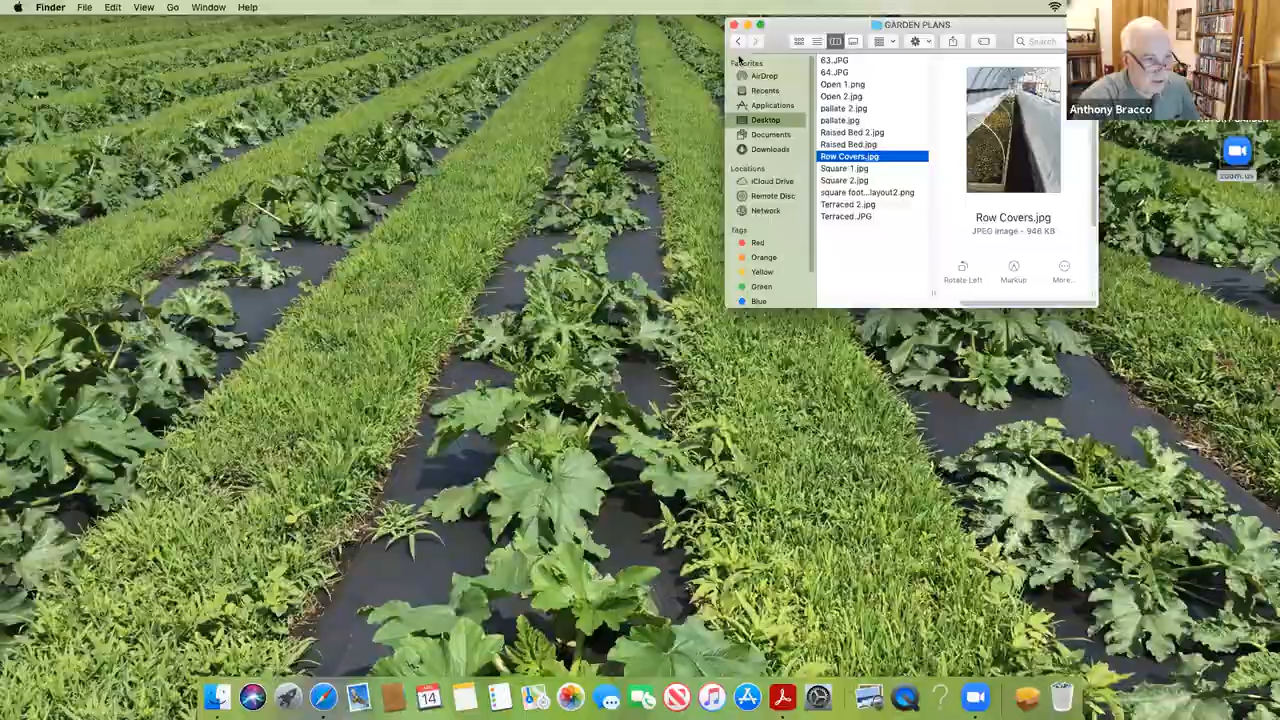 Finder File Edit View Go Window Help
GARDEN PLANS
Search
Favorites
AirDrop
Recents
Applications
Desktop
Documents
Downloads
Locations
iCloud Drive
Remote Disc
Network
Tags
Red
Orange
Yellow
Green
Blue
63.JPG
64.JPG
Open 1.png
Open 2.jpg
pallate 2.jpg
pallate.jpg
Raised Bed 2.jpg
Raised Bed.jpg
Row Covers.jpg
Square 1.jpg
Square 2.jpg
square foot...layout2.png
Terraced 2.jpg
Terraced.JPG
Row Covers.jpg
JPEG image - 946 KB
Rotate Left Markup More...
Anthony Bracco
zoom.us
14